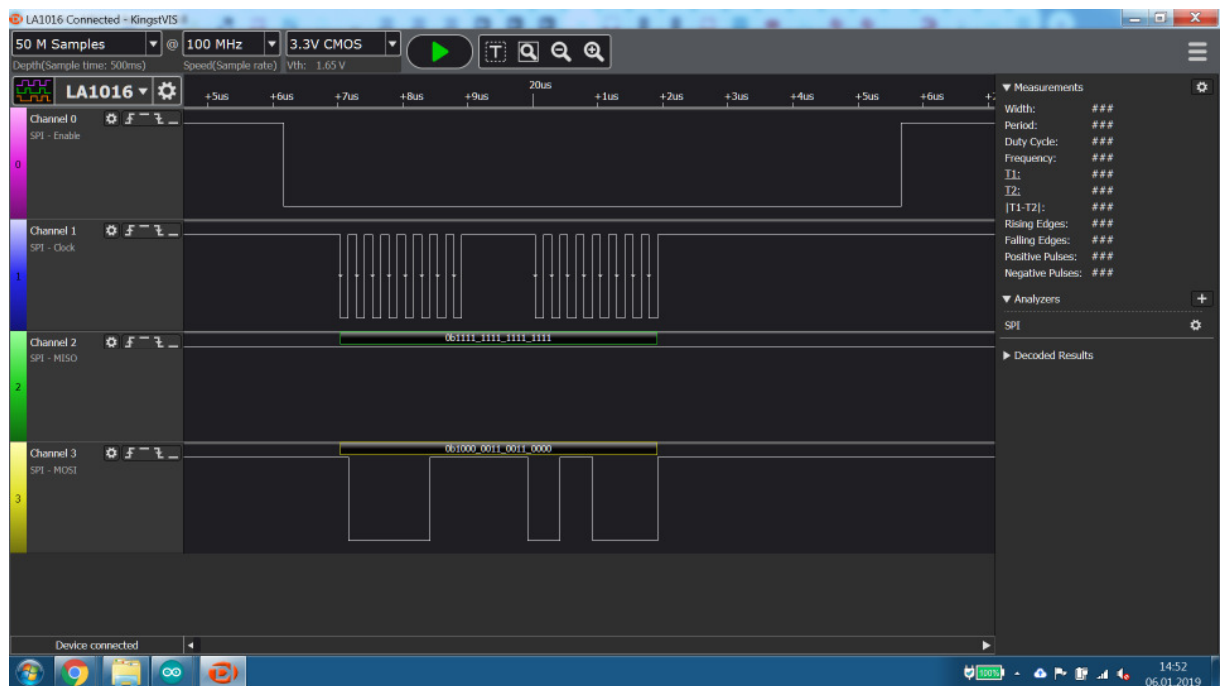 LA1016 Connected - KingstVIS
50 M Samples @ 100 MHz 3.3V CMOS
Depth(Sample time: 500ms) Speed(Sample rate) Vth: 1.65 V
LA1016
20us
+5us +6us +7us +8us +9us +1us +2us +3us +4us +5us +6us
Channel 0
SPI - Enable
0
Channel 1
SPI - Clock
1
Channel 2
SPI - MISO
2
0b1111_1111_1111_1111
Channel 3
SPI - MOSI
3
0b1000_0011_0011_0000
Measurements
Width: ###
Period: ###
Duty Cycle: ###
Frequency: ###
T1: ###
T2: ###
|T1-T2|: ###
Rising Edges: ###
Falling Edges: ###
Positive Pulses: ###
Negative Pulses: ###
Analyzers
SPI
Decoded Results
Device connected
100%
14:52
06.01.2019